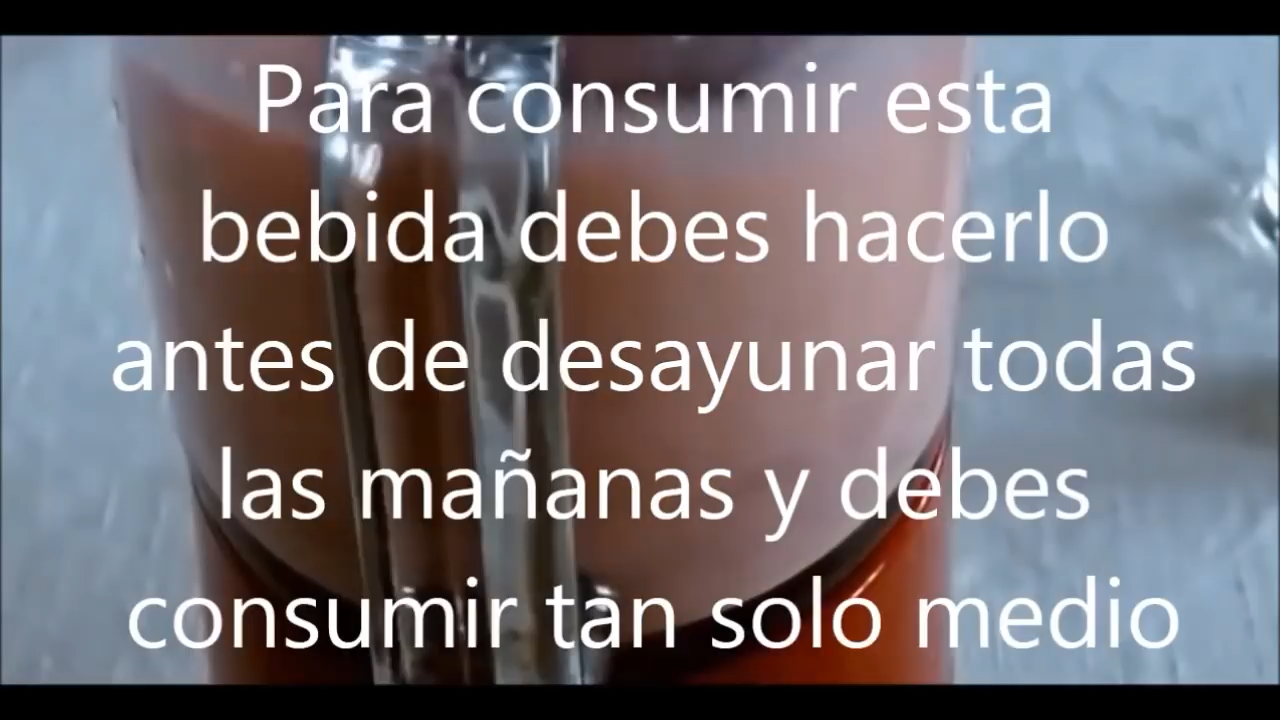 Para consumir esta
bebida debes hacerlo
antes de desayunar todas
las mañanas y debes
consumir tan solo medio